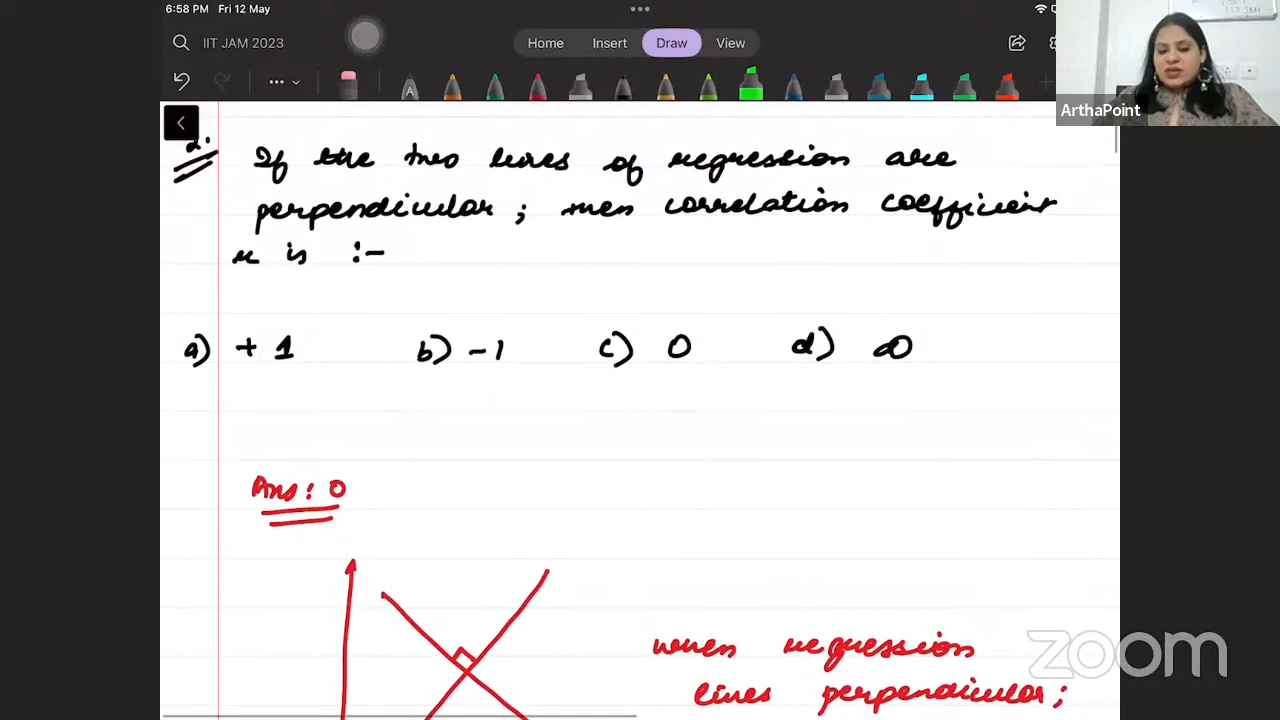 6:58 PM Fri 12 May
IIT JAM 2023
Home Insert Draw View
ArthaPoint
2.
If the two lines of regression are
perpendicular; then correlation coefficient
r is :-
a) + 1 b) -1 c) 0 d) ∞
Ans: 0
when regression
lines perpendicular;
zoom